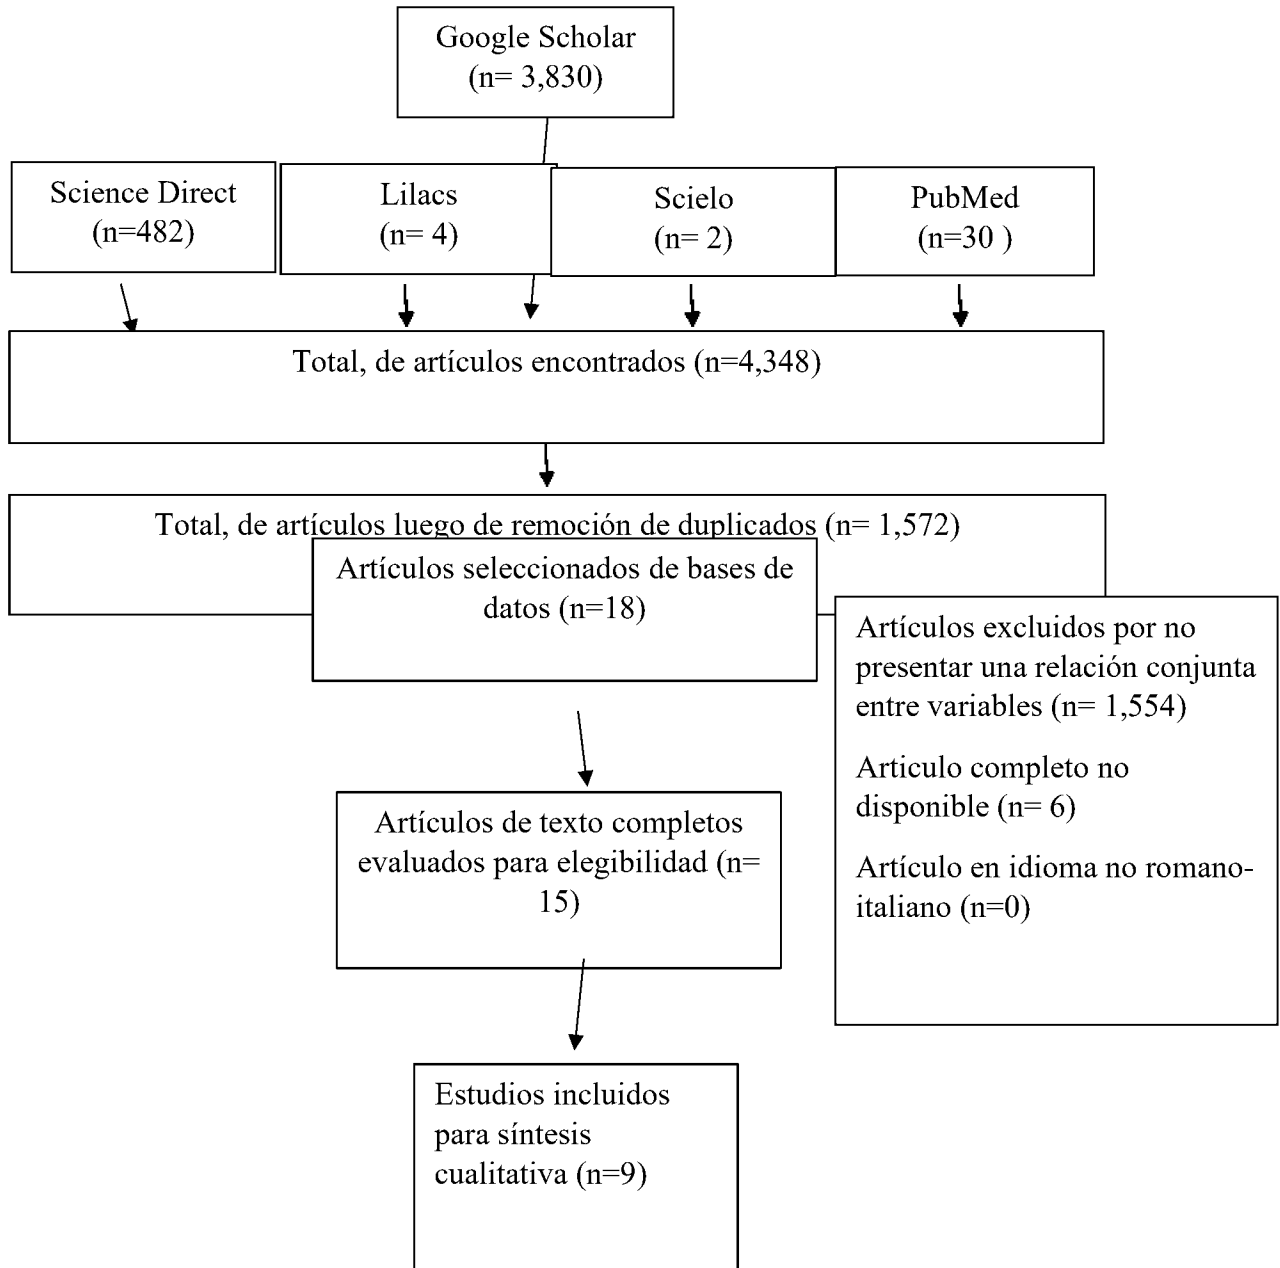 Google Scholar
(n= 3,830)
Science Direct
(n=482)
Lilacs
(n= 4)
Scielo
(n= 2)
PubMed
(n=30 )
Total, de artículos encontrados (n=4,348)
Total, de artículos luego de remoción de duplicados (n= 1,572)
Artículos seleccionados de bases de
datos (n=18)
Artículos excluidos por no
presentar una relación conjunta
entre variables (n= 1,554)
Articulo completo no
disponible (n= 6)
Artículo en idioma no romano-
italiano (n=0)
Artículos de texto completos
evaluados para elegibilidad (n=
15)
Estudios incluidos
para síntesis
cualitativa (n=9)